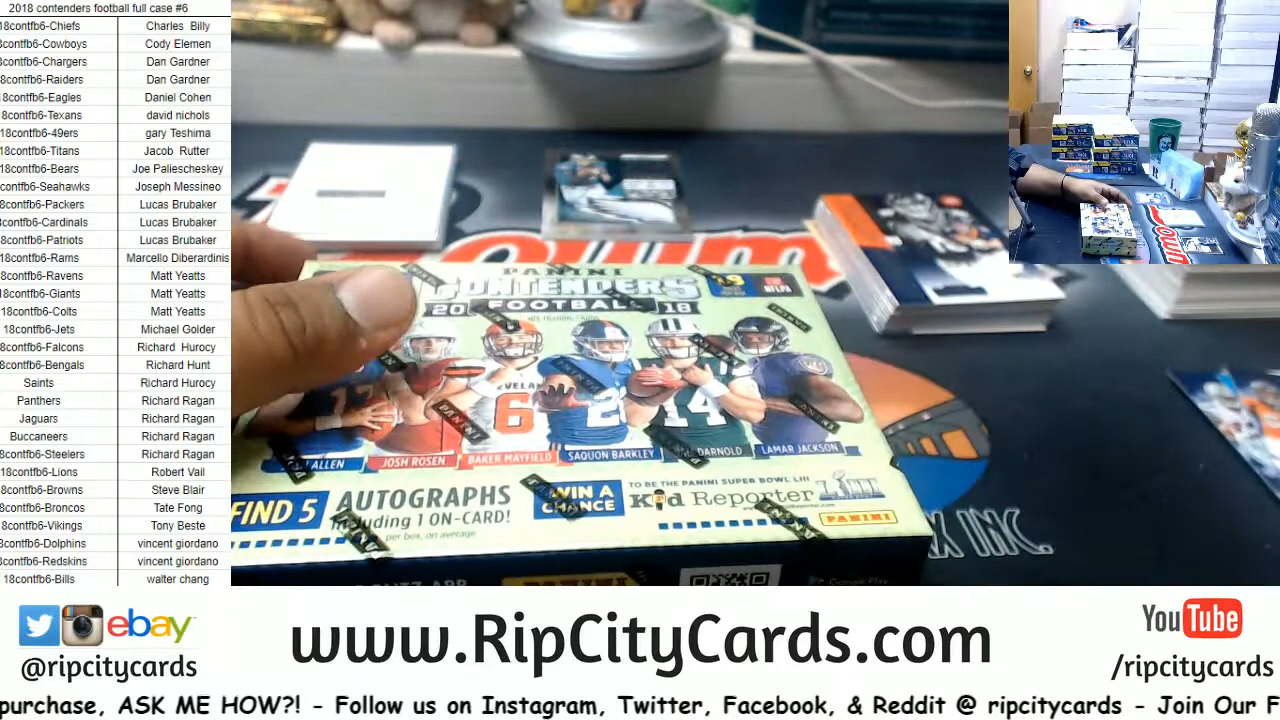 2018 contenders football full case #6
18contfb6-Chiefs Charles Billy
8contfb6-Cowboys Cody Elemen
contfb6-Chargers Dan Gardner
8contfb6-Raiders Dan Gardner
8contfb6-Eagles Daniel Cohen
8contfb6-Texans david nichols
18contfb6-49ers gary Teshima
18contfb6-Titans Jacob Rutter
18contfb6-Bears Joe Paliescheskey
contfb6-Seahawks Joseph Messineo
8contfb6-Packers Lucas Brubaker
contfb6-Cardinals Lucas Brubaker
8contfb6-Patriots Lucas Brubaker
18contfb6-Rams Marcello Diberardinis
8contfb6-Ravens Matt Yeatts
18contfb6-Giants Matt Yeatts
18contfb6-Colts Matt Yeatts
18contfb6-Jets Michael Golder
8contfb6-Falcons Richard Hurocy
8contfb6-Bengals Richard Hunt
Saints Richard Hurocy
Panthers Richard Ragan
Jaguars Richard Ragan
Buccaneers Richard Ragan
8contfb6-Steelers Richard Ragan
18contfb6-Lions Robert Vail
8contfb6-Browns Steve Blair
8contfb6-Broncos Tate Fong
8contfb6-Vikings Tony Beste
8contfb6-Dolphins vincent giordano
8contfb6-Redskins vincent giordano
18contfb6-Bills walter chang
PANINI
CONTENDERS
20 FOOTBALL 18
ALLEN JOSH ROSEN BAKER MAYFIELD SAQUON BARKLEY DARNOLD LAMAR JACKSON
FIND 5 AUTOGRAPHS
Including 1 ON-CARD!
per box, on average
WIN A CHANCE
TO BE THE PANINI SUPER BOWL LIII
Kid Reporter
PANINI
Google Play
INC.
ebay
@ripcitycards
www.RipCityCards.com
YouTube
/ripcitycards
purchase, ASK ME HOW?! - Follow us on Instagram, Twitter, Facebook, & Reddit @ ripcitycards - Join Our F